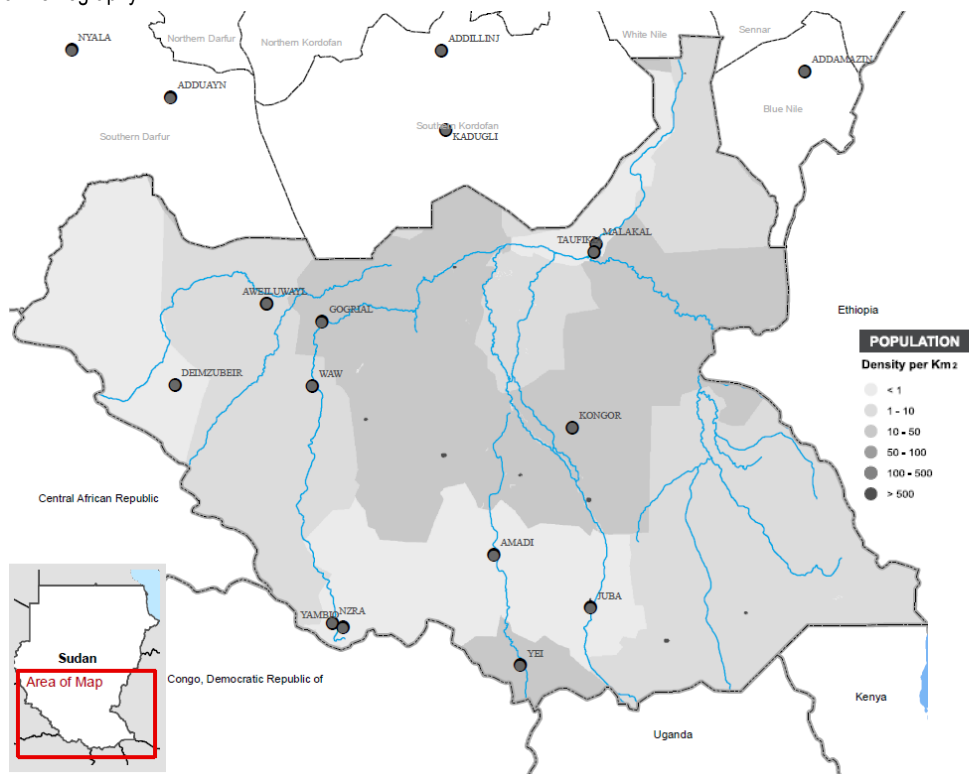 NYALA
Northern Darfur
Northern Kordofan
ADDILLINJ
White Nile
Sennar
ADDAMAZIN
ADDUAYN
Blue Nile
Southern Darfur
Southern Kordofan
KADUGLI
TAUFIK
MALAKAL
AWEILUWAYL
GOGRIAL
Ethiopia
POPULATION
Density per Km2
< 1
1 - 10
10 - 50
50 - 100
100 - 500
> 500
DEIMZUBEIR
WAW
KONGOR
Central African Republic
AMADI
JUBA
YAMBIO
NZRA
YEI
Sudan
Area of Map
Congo, Democratic Republic of
Kenya
Uganda